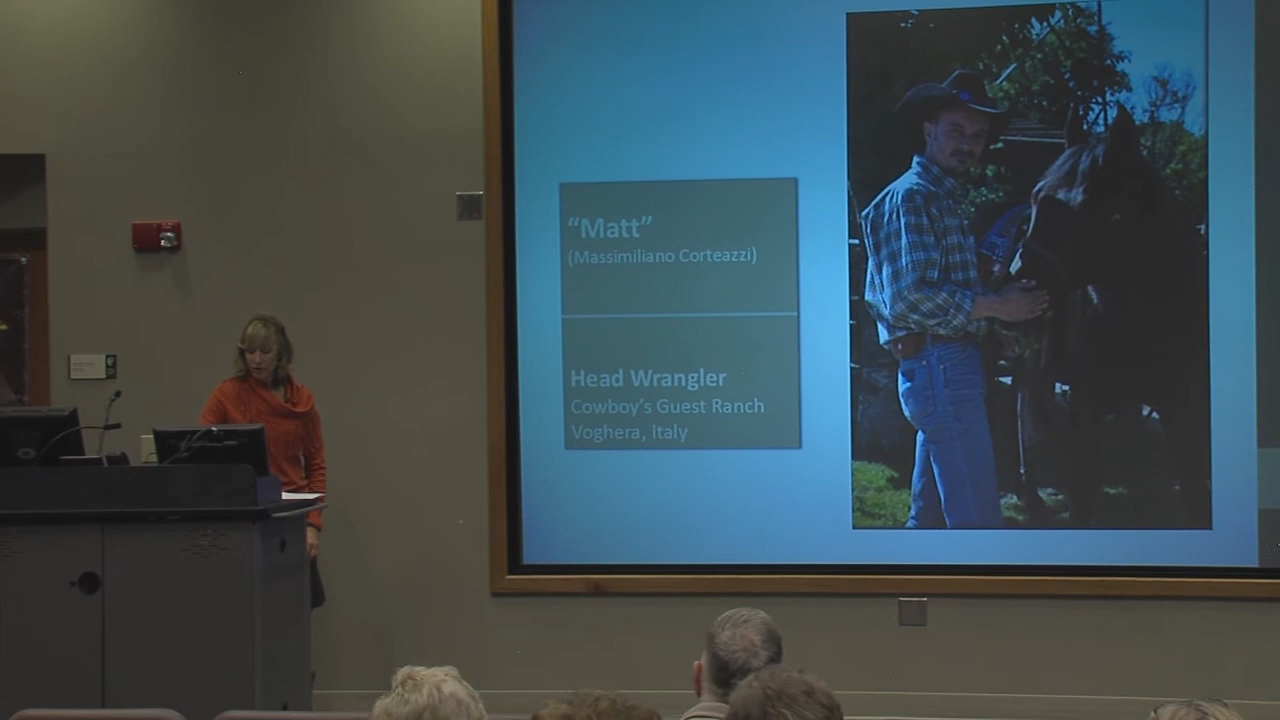 “Matt”
(Massimiliano Corteazzi)
Head Wrangler
Cowboy's Guest Ranch
Voghera, Italy